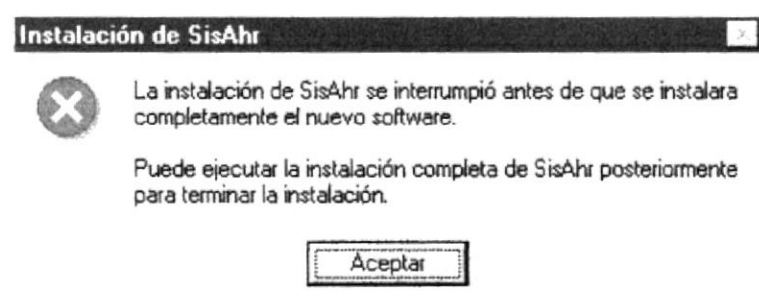 Instalación de SisAhr
La instalación de SisAhr se interrumpió antes de que se instalara
completamente el nuevo software.
Puede ejecutar la instalación completa de SisAhr posteriormente
para terminar la instalación.
Aceptar